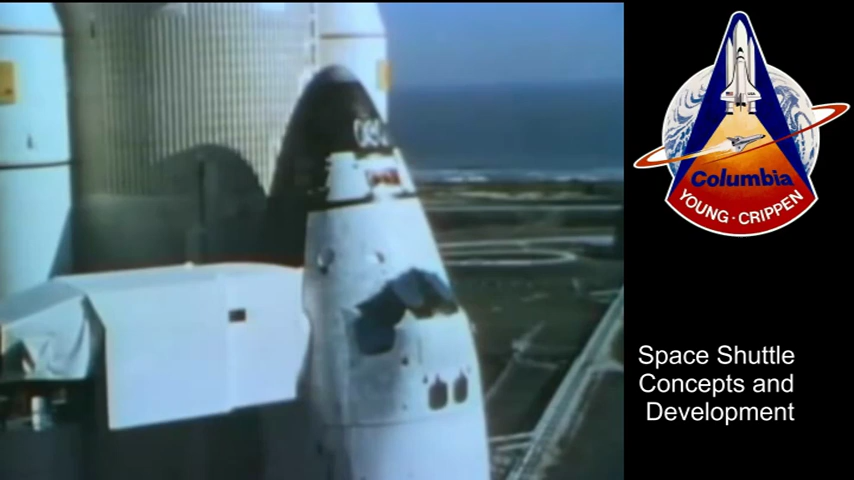 Columbia
YOUNG · CRIPPEN
Space Shuttle
Concepts and
Development